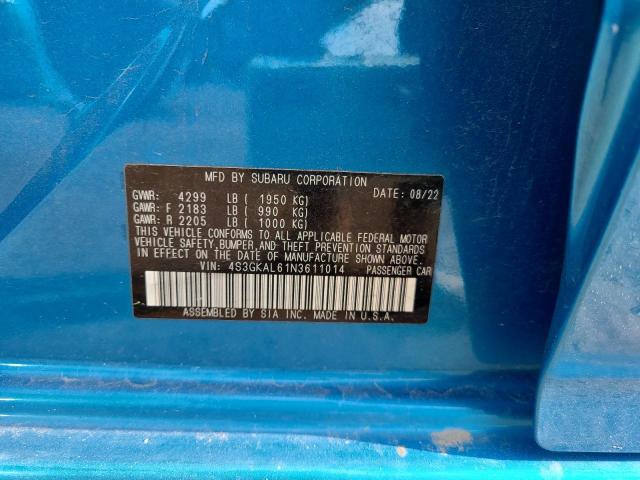 MFD BY SUBARU CORPORATION
DATE: 08/22
GVWR: 4299 LB ( 1950 KG)
GAWR: F 2183 LB ( 990 KG)
GAWR: R 2205 LB ( 1000 KG)
THIS VEHICLE CONFORMS TO ALL APPLICABLE FEDERAL MOTOR
VEHICLE SAFETY, BUMPER, AND THEFT PREVENTION STANDARDS
IN EFFECT ON THE DATE OF MANUFACTURE SHOWN ABOVE.
VIN: 4S3GKAL61N3611014 PASSENGER CAR
ASSEMBLED BY SIA INC. MADE IN U.S.A.